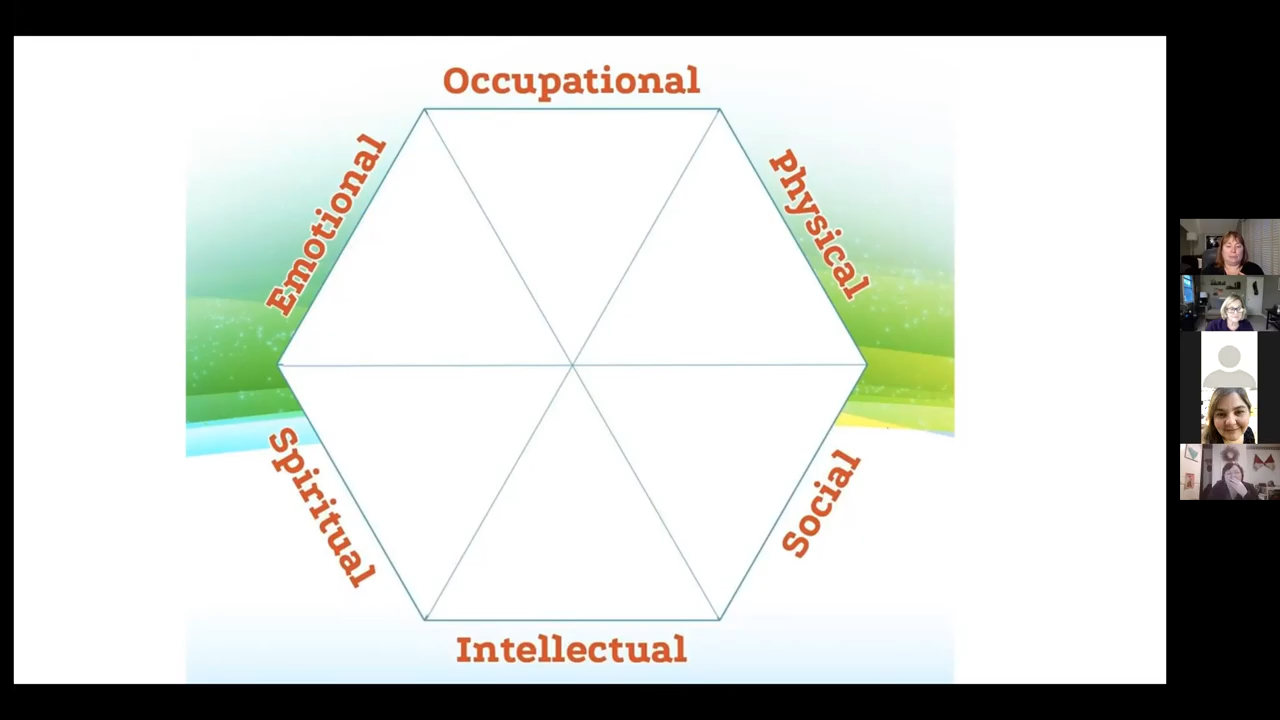 Occupational
Emotional
Physical
Spiritual
Social
Intellectual